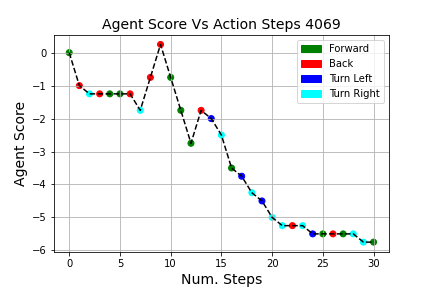 Agent Score Vs Action Steps 4069
Agent Score
0
−1
−2
−3
−4
−5
−6
Forward
Back
Turn Left
Turn Right
0 5 10 15 20 25 30
Num. Steps